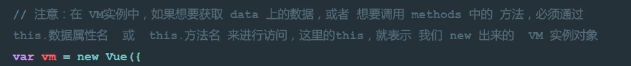 // 注意：在 VM实例中，如果想要获取 data 上的数据，或者 想要调用 methods 中的 方法，必须通过
this.数据属性名  或  this.方法名 来进行访问，这里的this，就表示 我们 new 出来的  VM 实例对象
var vm = new Vue({